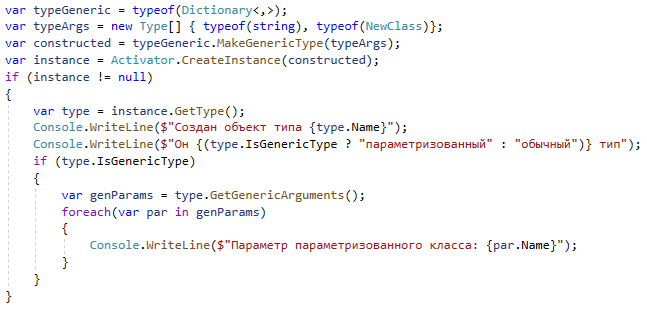 var typeGeneric = typeof(Dictionary<,>);
var typeArgs = new Type[] { typeof(string), typeof(NewClass)};
var constructed = typeGeneric.MakeGenericType(typeArgs);
var instance = Activator.CreateInstance(constructed);
if (instance != null)
{
    var type = instance.GetType();
    Console.WriteLine($"Создан объект типа {type.Name}");
    Console.WriteLine($"Он {(type.IsGenericType ? "параметризованный" : "обычный")} тип");
    if (type.IsGenericType)
    {
        var genParams = type.GetGenericArguments();
        foreach(var par in genParams)
        {
            Console.WriteLine($"Параметр параметризованного класса: {par.Name}");
        }
    }
}